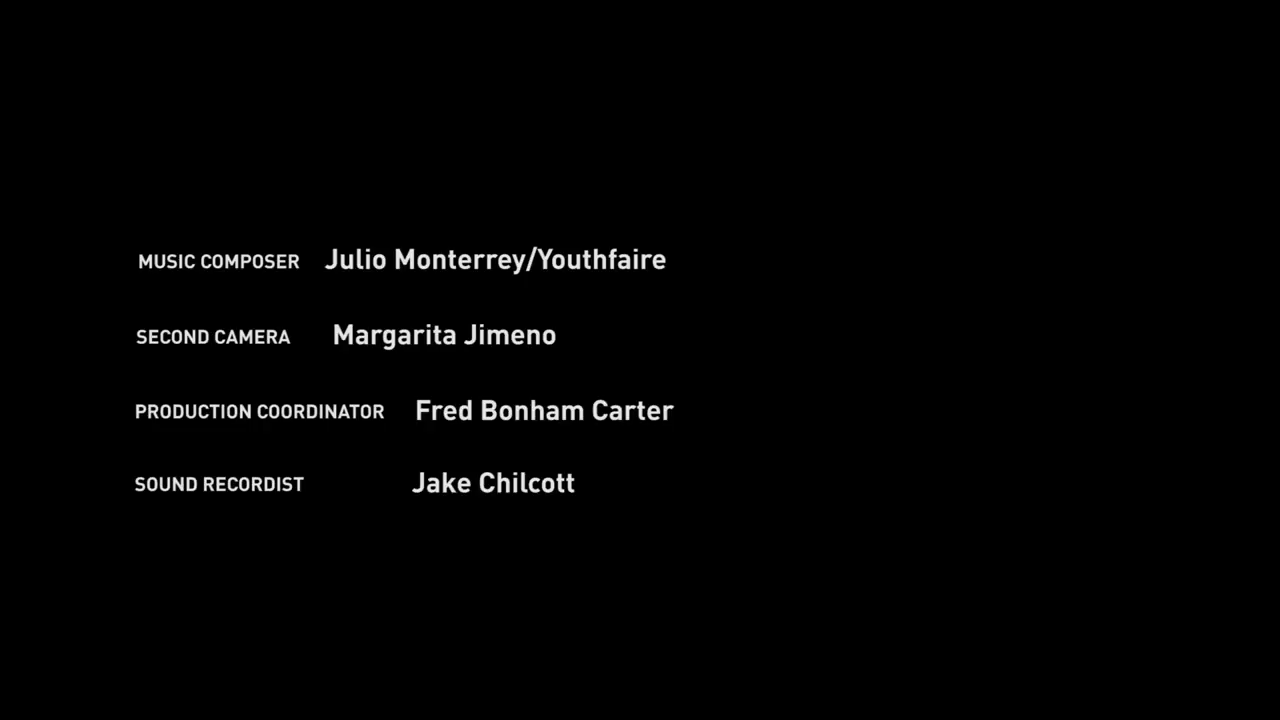 MUSIC COMPOSER Julio Monterrey/Youthfaire
SECOND CAMERA Margarita Jimeno
PRODUCTION COORDINATOR Fred Bonham Carter
SOUND RECORDIST Jake Chilcott